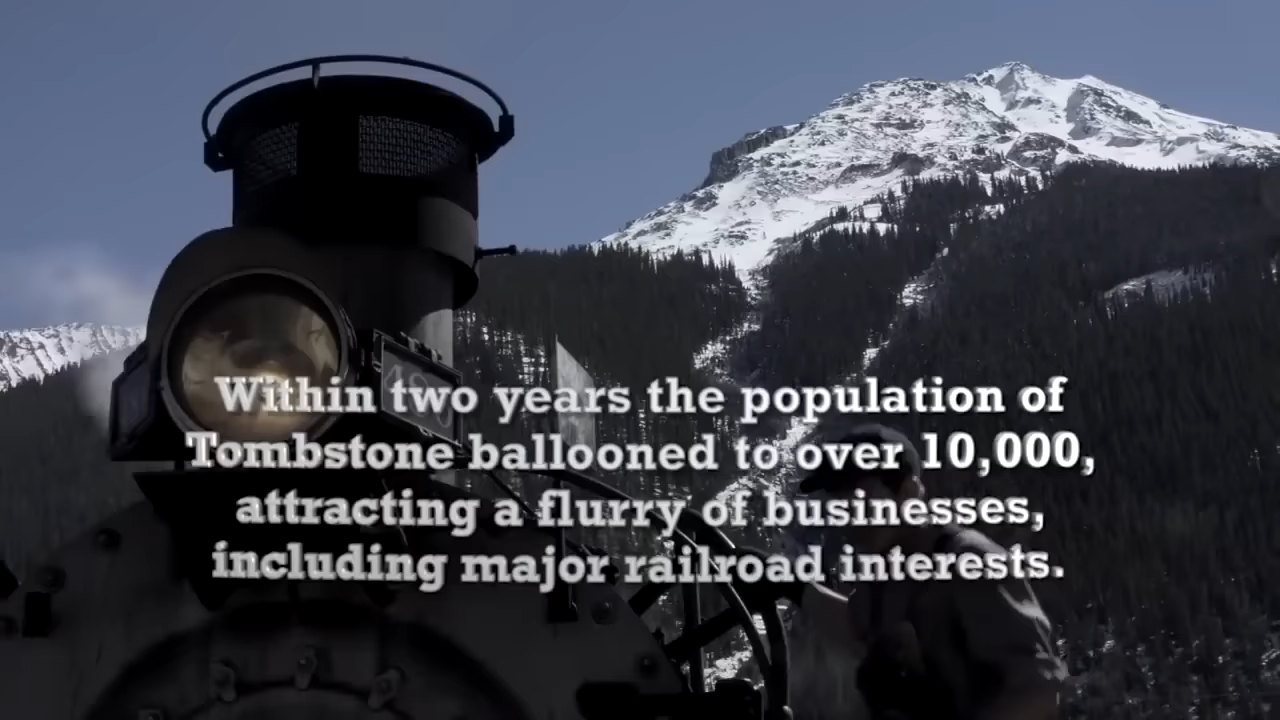 Within two years the population of
Tombstone ballooned to over 10,000,
attracting a flurry of businesses,
including major railroad interests.